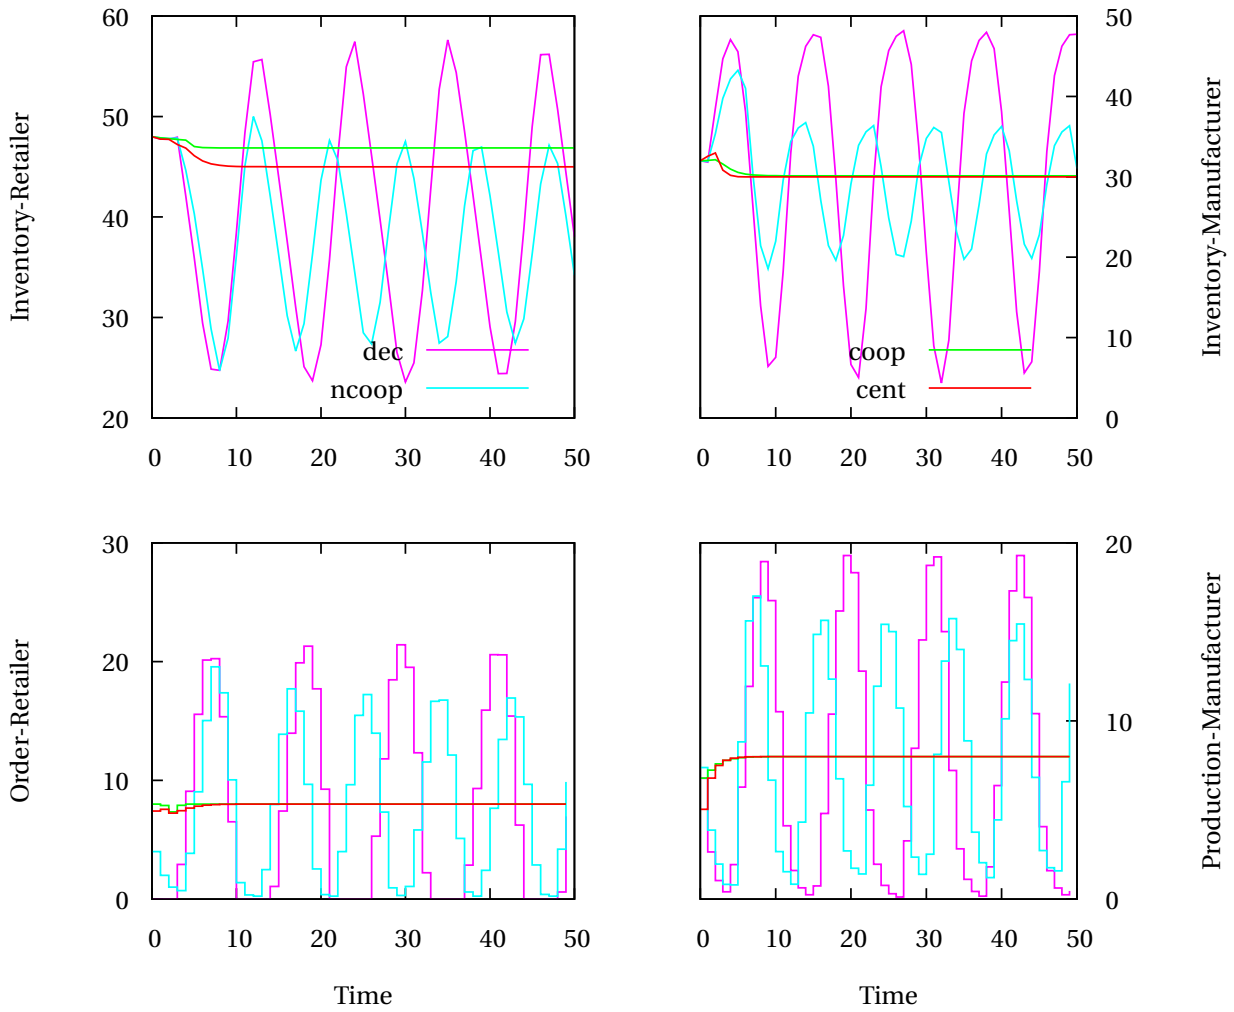 Inventory-Retailer
60
50
40
30
20
0 10 20 30 40 50
dec
ncoop
Inventory-Manufacturer
50
40
30
20
10
0
0 10 20 30 40 50
coop
cent
Order-Retailer
30
20
10
0
0 10 20 30 40 50
Time
Production-Manufacturer
20
10
0
0 10 20 30 40 50
Time